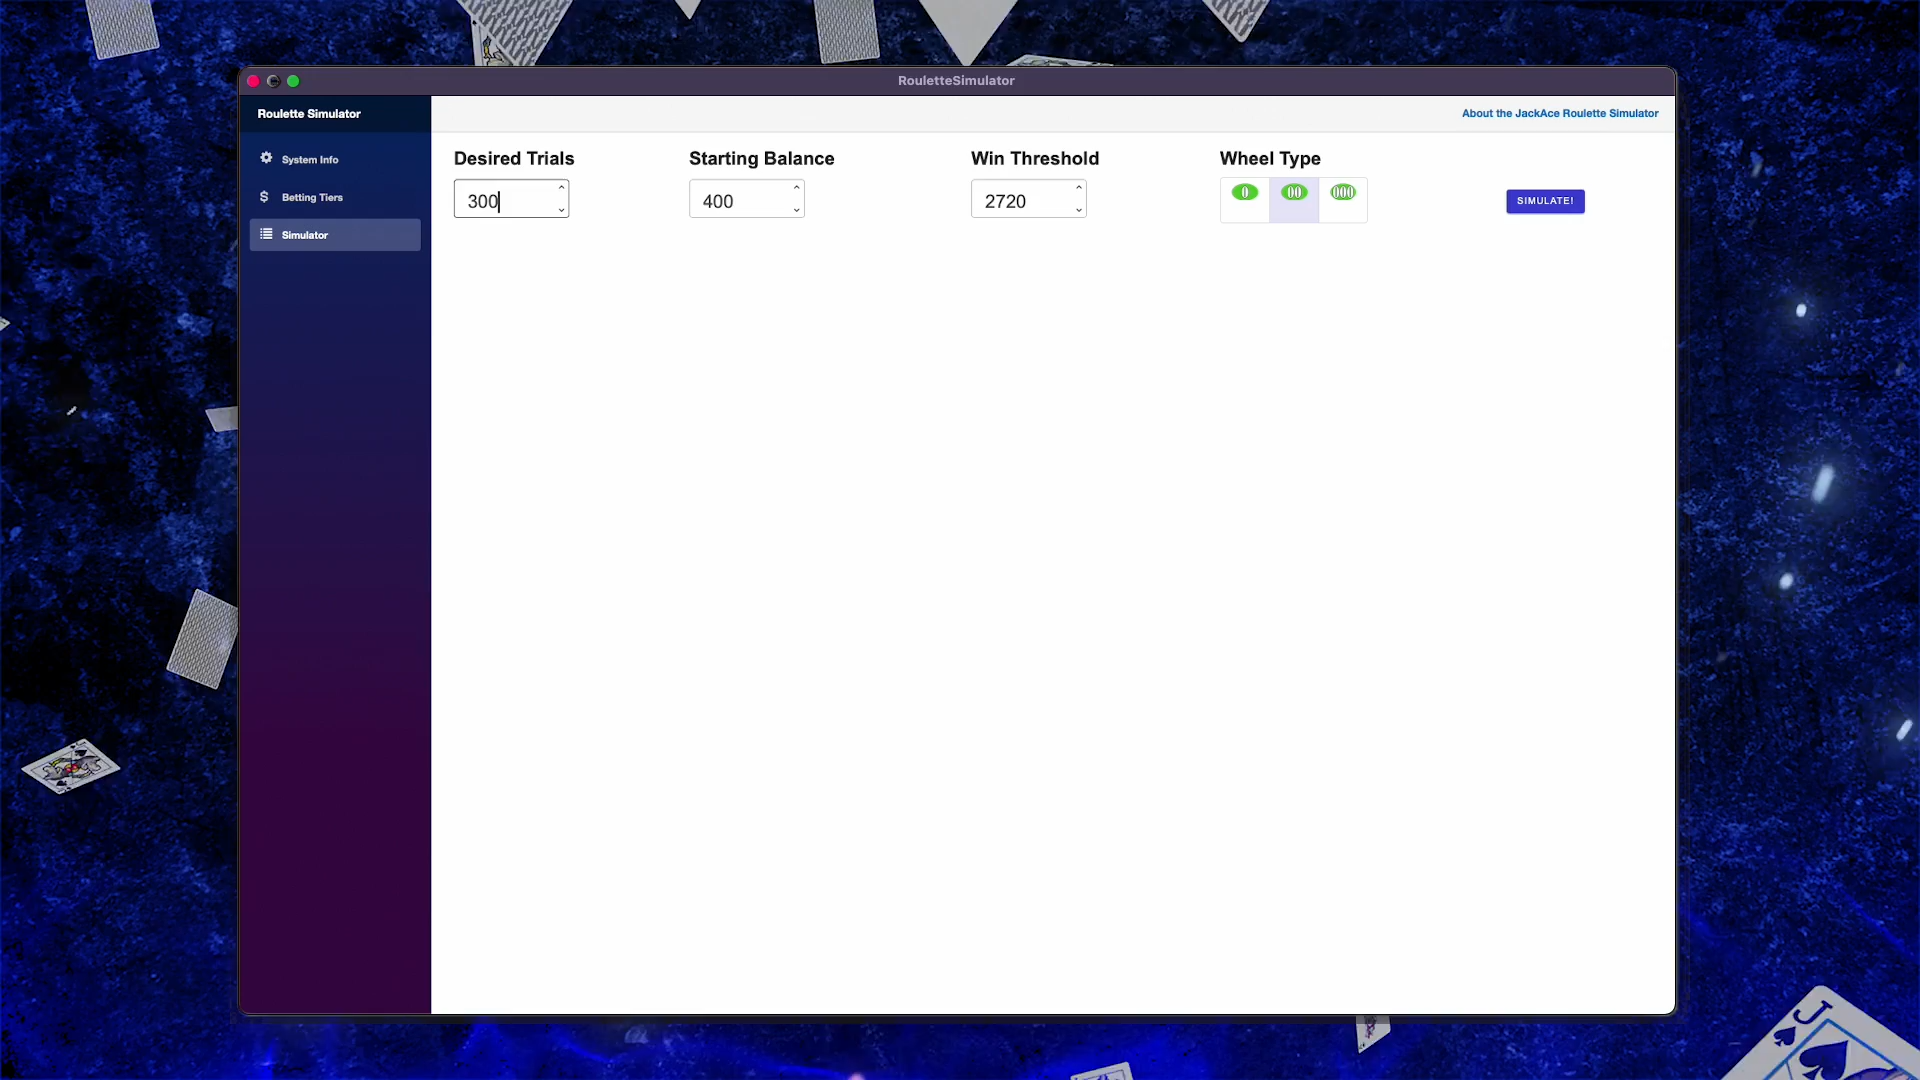 RouletteSimulator
Roulette Simulator
About the JackAce Roulette Simulator
System Info
Betting Tiers
Simulator
Desired Trials
Starting Balance
Win Threshold
Wheel Type
300
400
2720
0
00
000
SIMULATE!
J